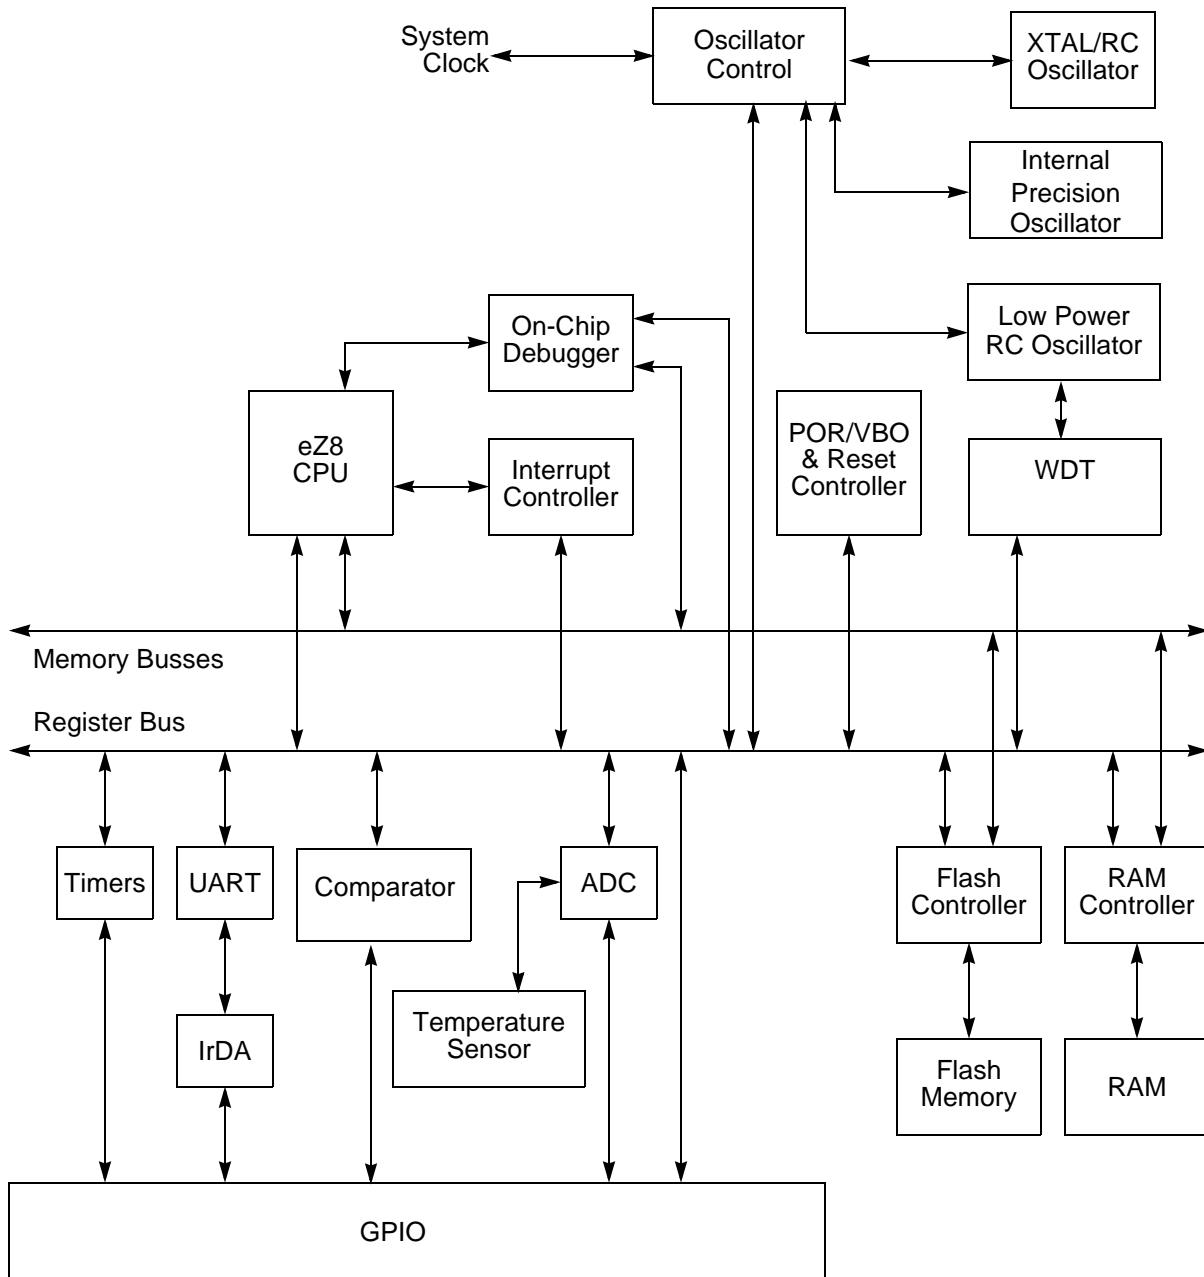 System
Clock
Oscillator
Control
XTAL/RC
Oscillator
Internal
Precision
Oscillator
On-Chip
Debugger
Low Power
RC Oscillator
eZ8
CPU
Interrupt
Controller
POR/VBO
& Reset
Controller
WDT
Memory Busses
Register Bus
Timers
UART
Comparator
ADC
Flash
Controller
RAM
Controller
IrDA
Temperature
Sensor
Flash
Memory
RAM
GPIO